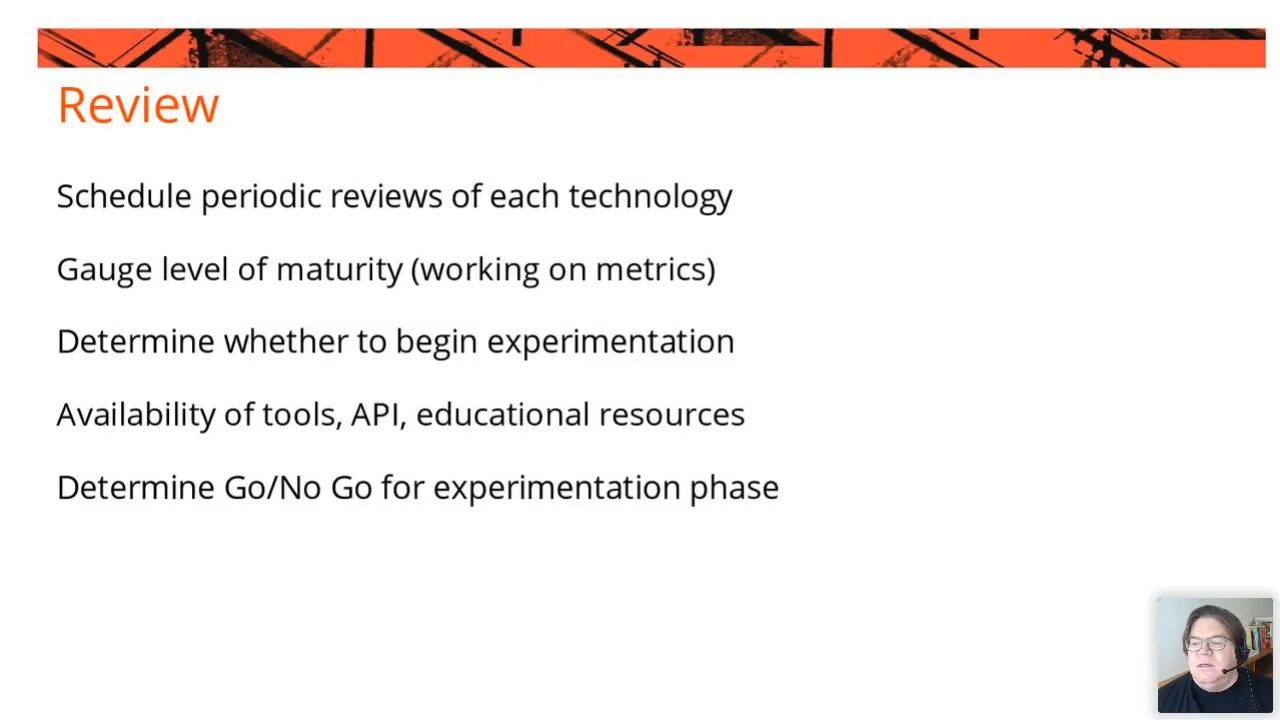 Review
Schedule periodic reviews of each technology
Gauge level of maturity (working on metrics)
Determine whether to begin experimentation
Availability of tools, API, educational resources
Determine Go/No Go for experimentation phase